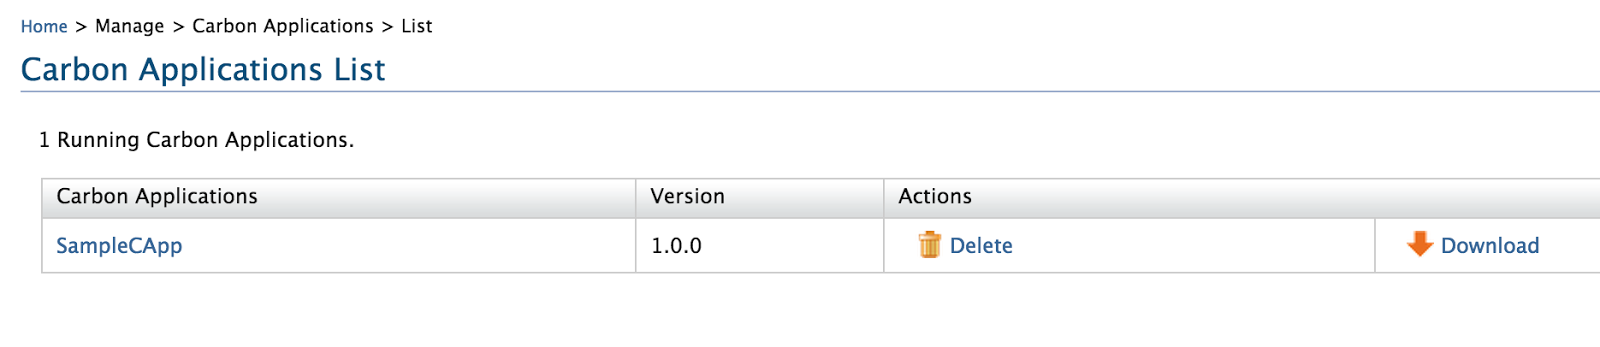 Home > Manage > Carbon Applications > List
Carbon Applications List
1 Running Carbon Applications.
Carbon Applications Version Actions
SampleCApp 1.0.0 Delete Download